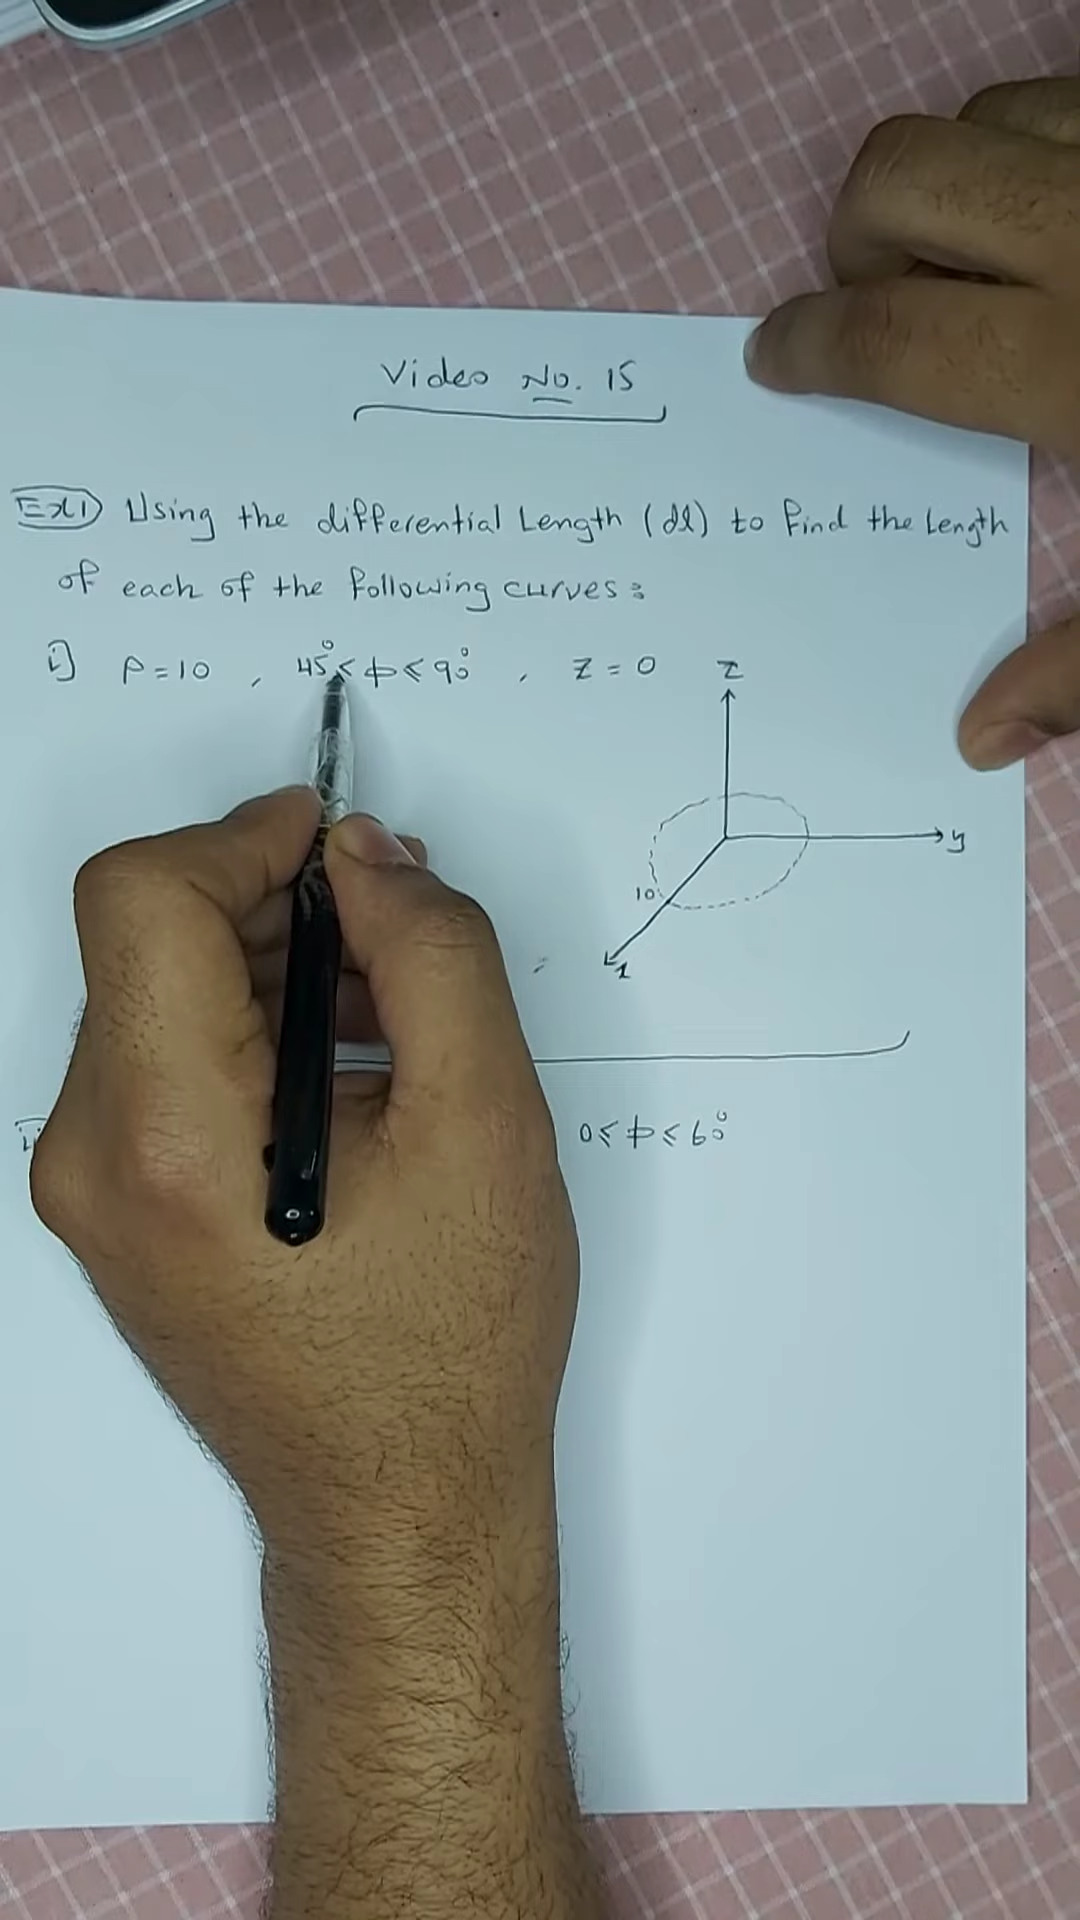 Video No. 15
Ex1 Using the differential Length (dl) to find the Length
of each of the following curves:
i] ρ=10 , 45°≤ϕ≤90° , z=0
z
y
10
x
0≤ϕ≤60°